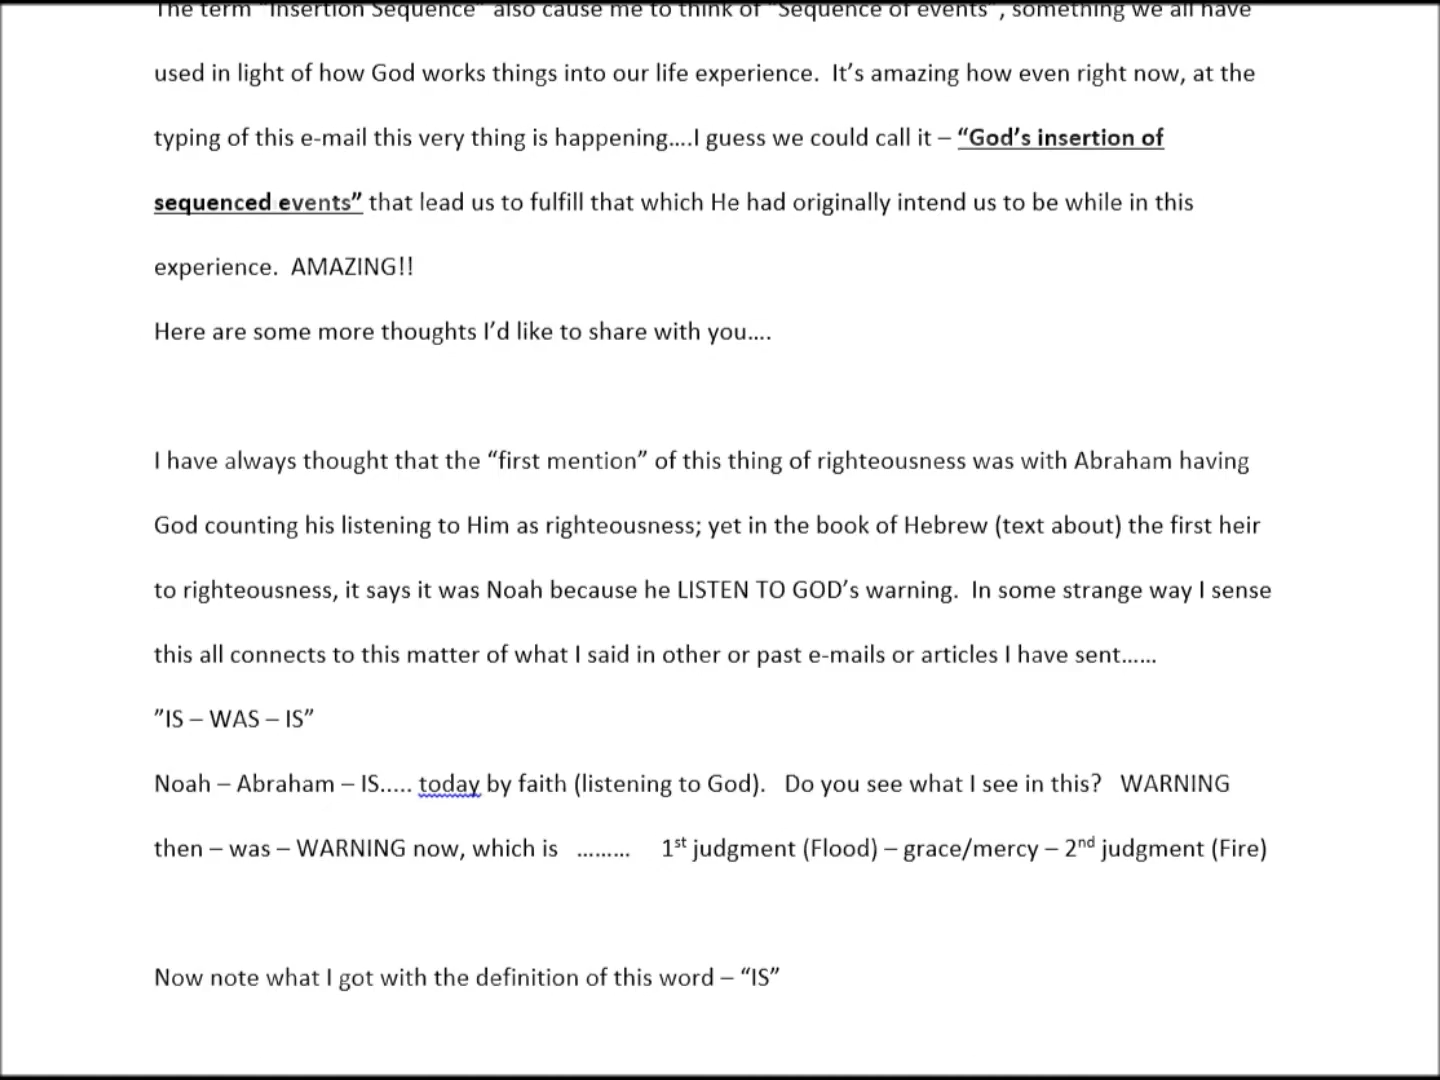 The term "Insertion Sequence" also cause me to think of "Sequence of events", something we all have
used in light of how God works things into our life experience.  It’s amazing how even right now, at the
typing of this e-mail this very thing is happening....I guess we could call it – “God’s insertion of
sequenced events” that lead us to fulfill that which He had originally intend us to be while in this
experience.  AMAZING!!
Here are some more thoughts I’d like to share with you....
I have always thought that the “first mention” of this thing of righteousness was with Abraham having
God counting his listening to Him as righteousness; yet in the book of Hebrew (text about) the first heir
to righteousness, it says it was Noah because he LISTEN TO GOD’s warning.  In some strange way I sense
this all connects to this matter of what I said in other or past e-mails or articles I have sent......
”IS – WAS – IS”
Noah – Abraham – IS..... today by faith (listening to God).   Do you see what I see in this?   WARNING
then – was – WARNING now, which is   .........     1st judgment (Flood) – grace/mercy – 2nd judgment (Fire)
Now note what I got with the definition of this word – “IS”